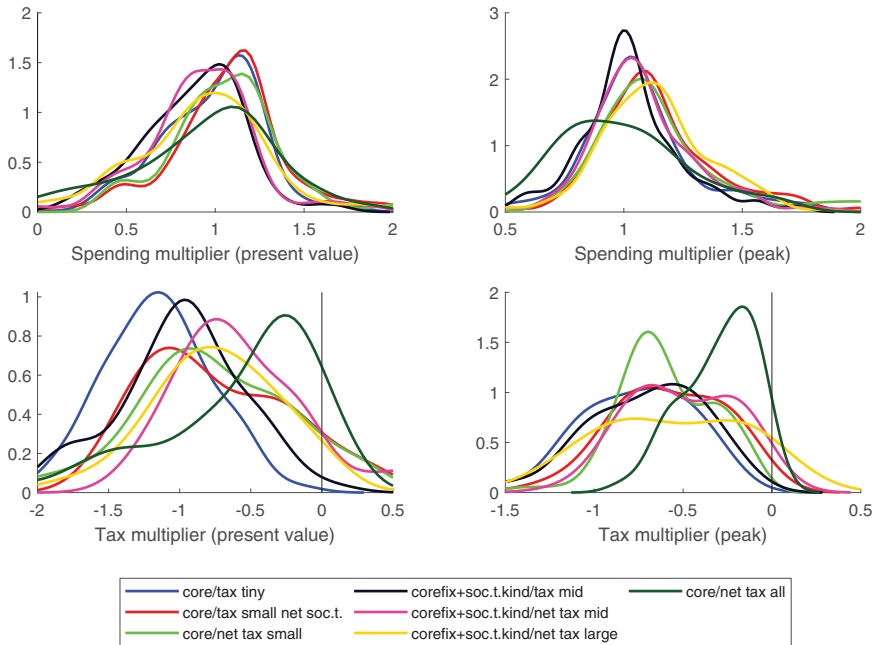 2
1.5
1
0.5
0
0 0.5 1 1.5 2
Spending multiplier (present value)
3
2
1
0
0.5 1 1.5 2
Spending multiplier (peak)
1
0.8
0.6
0.4
0.2
0
-2 -1.5 -1 -0.5 0 0.5
Tax multiplier (present value)
2
1.5
1
0.5
0
-1.5 -1 -0.5 0 0.5
Tax multiplier (peak)
core/tax tiny
core/tax small net soc.t.
core/net tax small
corefix+soc.t.kind/tax mid
corefix+soc.t.kind/net tax mid
corefix+soc.t.kind/net tax large
core/net tax all